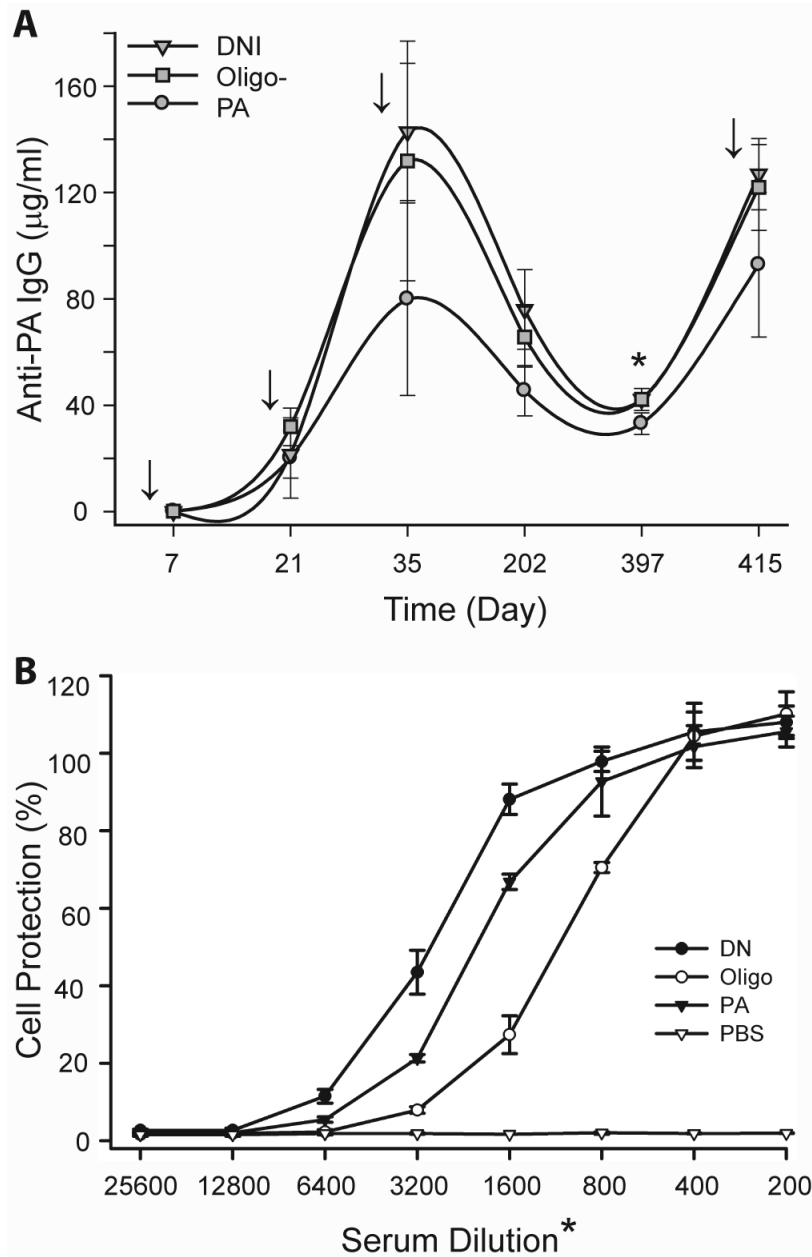 A
DNI
Oligo-
PA
160
120
80
40
0
Anti-PA IgG (μg/ml)
*
7 21 35 202 397 415
Time (Day)
B
120
100
80
60
40
20
0
Cell Protection (%)
DN
Oligo
PA
PBS
25600 12800 6400 3200 1600 800 400 200
Serum Dilution*